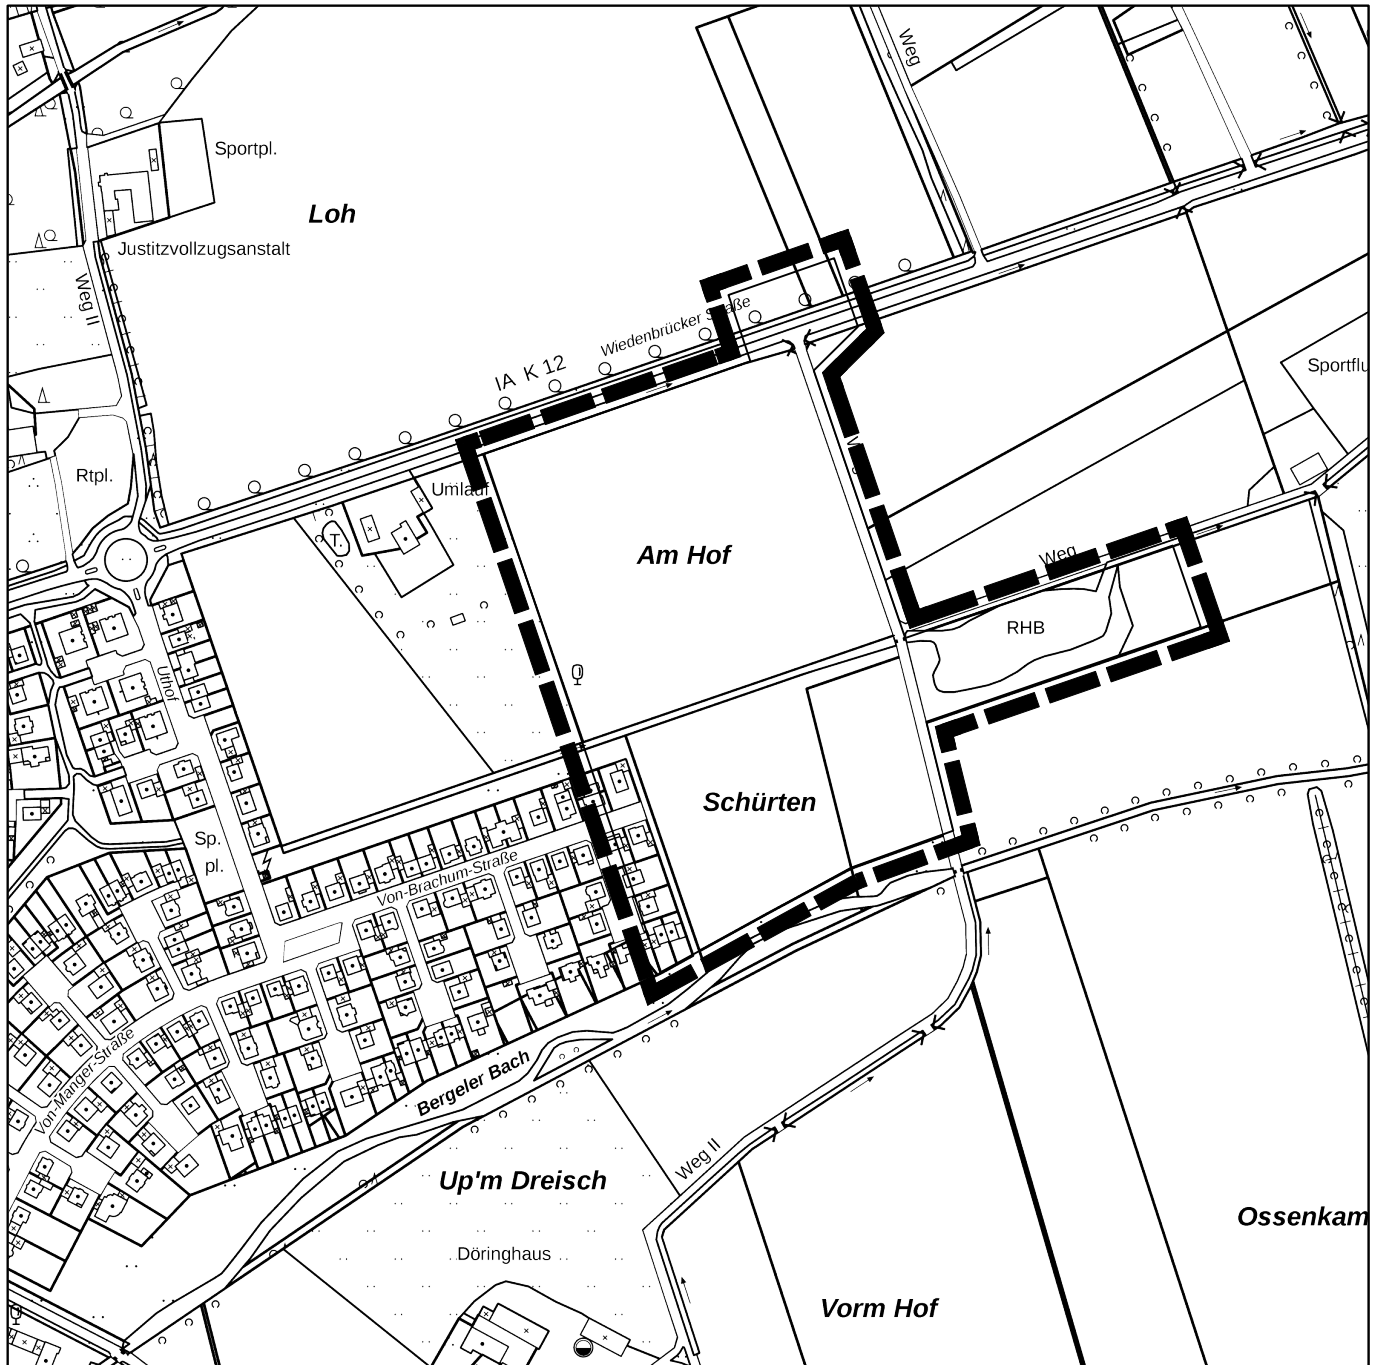 Weg
Sportpl.
Loh
Justitzvollzugsanstalt
Weg II
Wiedenbrücker Straße
IA K 12
Sportflu
Rtpl.
Umlauf
T.
Am Hof
Weg
RHB
Uthof
Schürten
Sp.
pl.
Von-Brachum-Straße
Von-Manger-Straße
Bergeler Bach
Weg II
Up'm Dreisch
Ossenkam
Döringhaus
Vorm Hof